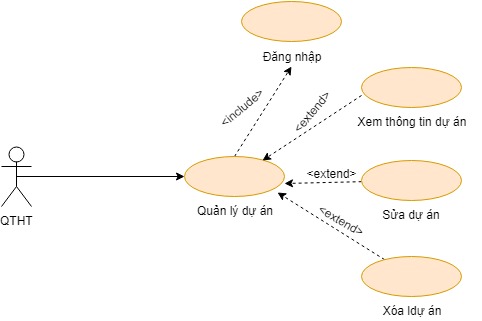 Đăng nhập
<include>
<extend>
Xem thông tin dự án
<extend>
QTHT
Quản lý dự án
Sửa dự án
<extend>
Xóa ldự án